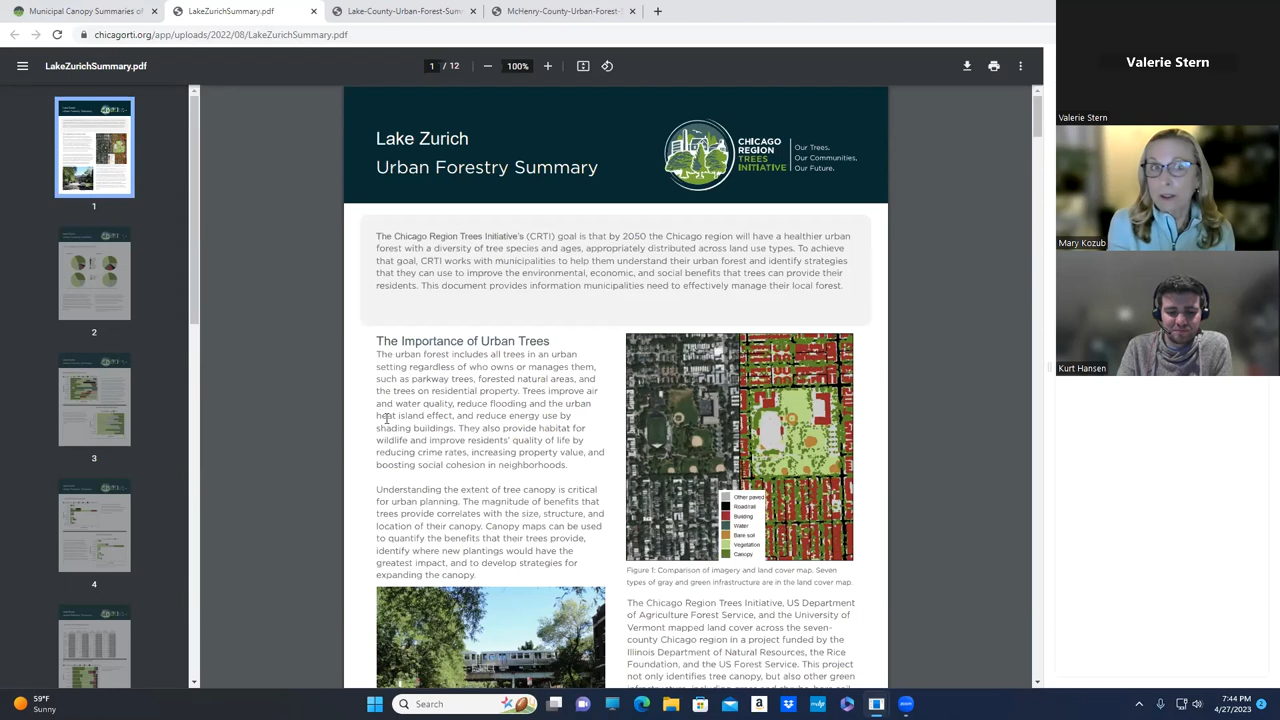 Municipal Canopy Summaries of
LakeZurichSummary.pdf
Lake-County-Urban-Forest-Sum
McHenry-County-Urban-Forest-S
chicagorti.org/app/uploads/2022/08/LakeZurichSummary.pdf
LakeZurichSummary.pdf
1 / 12
100%
1
2
3
4
Lake Zurich
Urban Forestry Summary
CHICAGO
REGION
TREES
INITIATIVE
Our Trees.
Our Communities,
Our Future.
The Chicago Region Trees Initiative's (CRTI) goal is that by 2050 the Chicago region will have a healthier urban
forest with a diversity of tree species and ages, appropriately distributed across land use types. To achieve
that goal, CRTI works with municipalities to help them understand their urban forest and identify strategies
that they can use to improve the environmental, economic, and social benefits that trees can provide their
residents. This document provides information municipalities need to effectively manage their local forest.
The Importance of Urban Trees
The urban forest includes all trees in an urban
setting regardless of who owns or manages them,
such as parkway trees, forested natural areas, and
the trees on residential property. Trees improve air
and water quality, reduce flooding and the urban
heat island effect, and reduce energy use by
shading buildings. They also provide habitat for
wildlife and improve residents' quality of life by
reducing crime rates, increasing property value, and
boosting social cohesion in neighborhoods.
Understanding the extent of tree canopy is critical
for urban planning. The magnitude of benefits that
trees provide correlates with the size, structure, and
location of their canopy. Canopy maps can be used
to quantify the benefits that their trees provide,
identify where new plantings would have the
greatest impact, and to develop strategies for
expanding the canopy.
Other paved
Road/rail
Building
Water
Bare soil
Vegetation
Canopy
Figure 1: Comparison of imagery and land cover map. Seven
types of gray and green infrastructure are in the land cover map.
The Chicago Region Trees Initiative, US Department
of Agriculture Forest Service, and the University of
Vermont mapped land cover across the seven-
county Chicago region in a project funded by the
Illinois Department of Natural Resources, the Rice
Foundation, and the US Forest Service. This project
not only identifies tree canopy, but also other green
Valerie Stern
Valerie Stern
Mary Kozub
Kurt Hansen
59°F
Sunny
Search
7:44 PM
4/27/2023
2